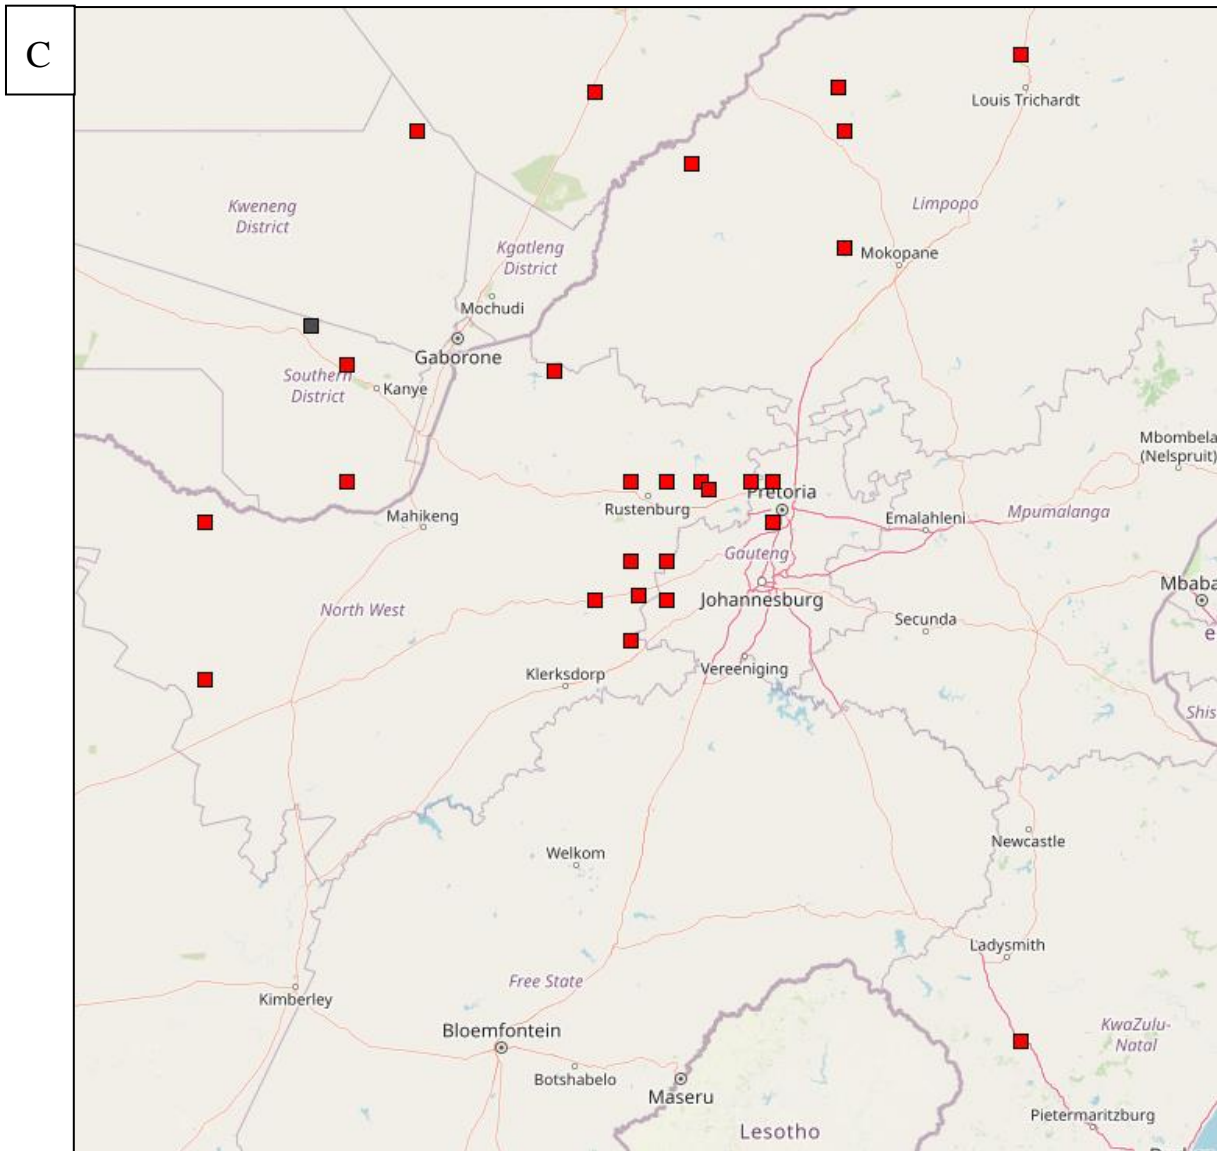 C
Louis Trichardt
Kweneng
District
Limpopo
Kgatleng
District
Mokopane
Mochudi
Gaborone
Southern
District
Kanye
Mbombela
(Nelspruit)
Pretoria
Rustenburg
Mahikeng
Emalahleni
Mpumalanga
Gauteng
Mbaba
North West
Johannesburg
Secunda
e
Klerksdorp
Vereeniging
Shis
Newcastle
Welkom
Ladysmith
Free State
Kimberley
Bloemfontein
KwaZulu-
Natal
Botshabelo
Maseru
Pietermaritzburg
Lesotho